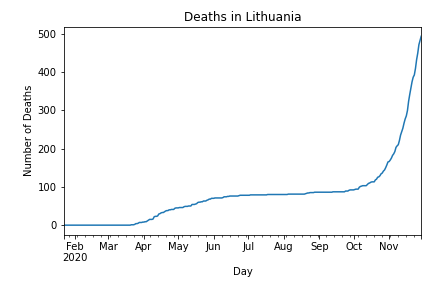 Deaths in Lithuania
Number of Deaths
500
400
300
200
100
0
Feb Mar Apr May Jun Jul Aug Sep Oct Nov
2020
Day